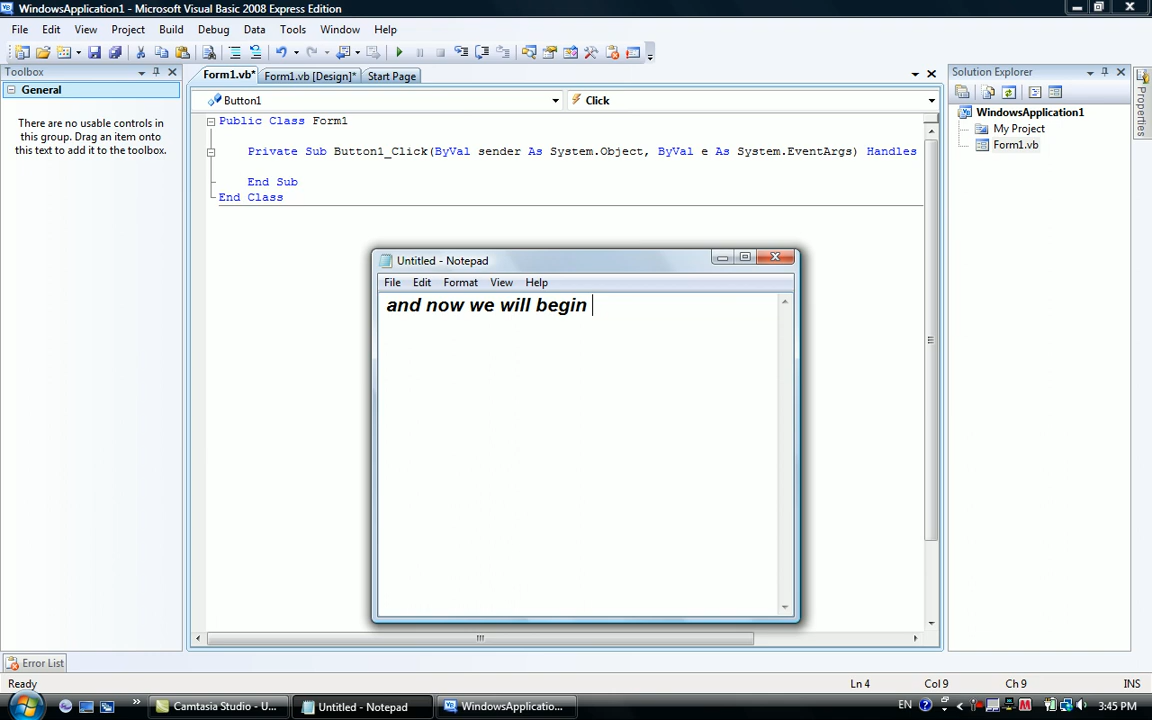 WindowsApplication1 - Microsoft Visual Basic 2008 Express Edition
File Edit View Project Build Debug Data Tools Window Help
Toolbox
General
There are no usable controls in
this group. Drag an item onto
this text to add it to the toolbox.
Form1.vb* Form1.vb [Design]* Start Page
Button1 Click
Public Class Form1
Private Sub Button1_Click(ByVal sender As System.Object, ByVal e As System.EventArgs) Handles
End Sub
End Class
Untitled - Notepad
File Edit Format View Help
and now we will begin
Solution Explorer
WindowsApplication1
My Project
Form1.vb
Properties
Error List
Ready Ln 4 Col 9 Ch 9 INS
Camtasia Studio - U... Untitled - Notepad WindowsApplicatio... EN 3:45 PM